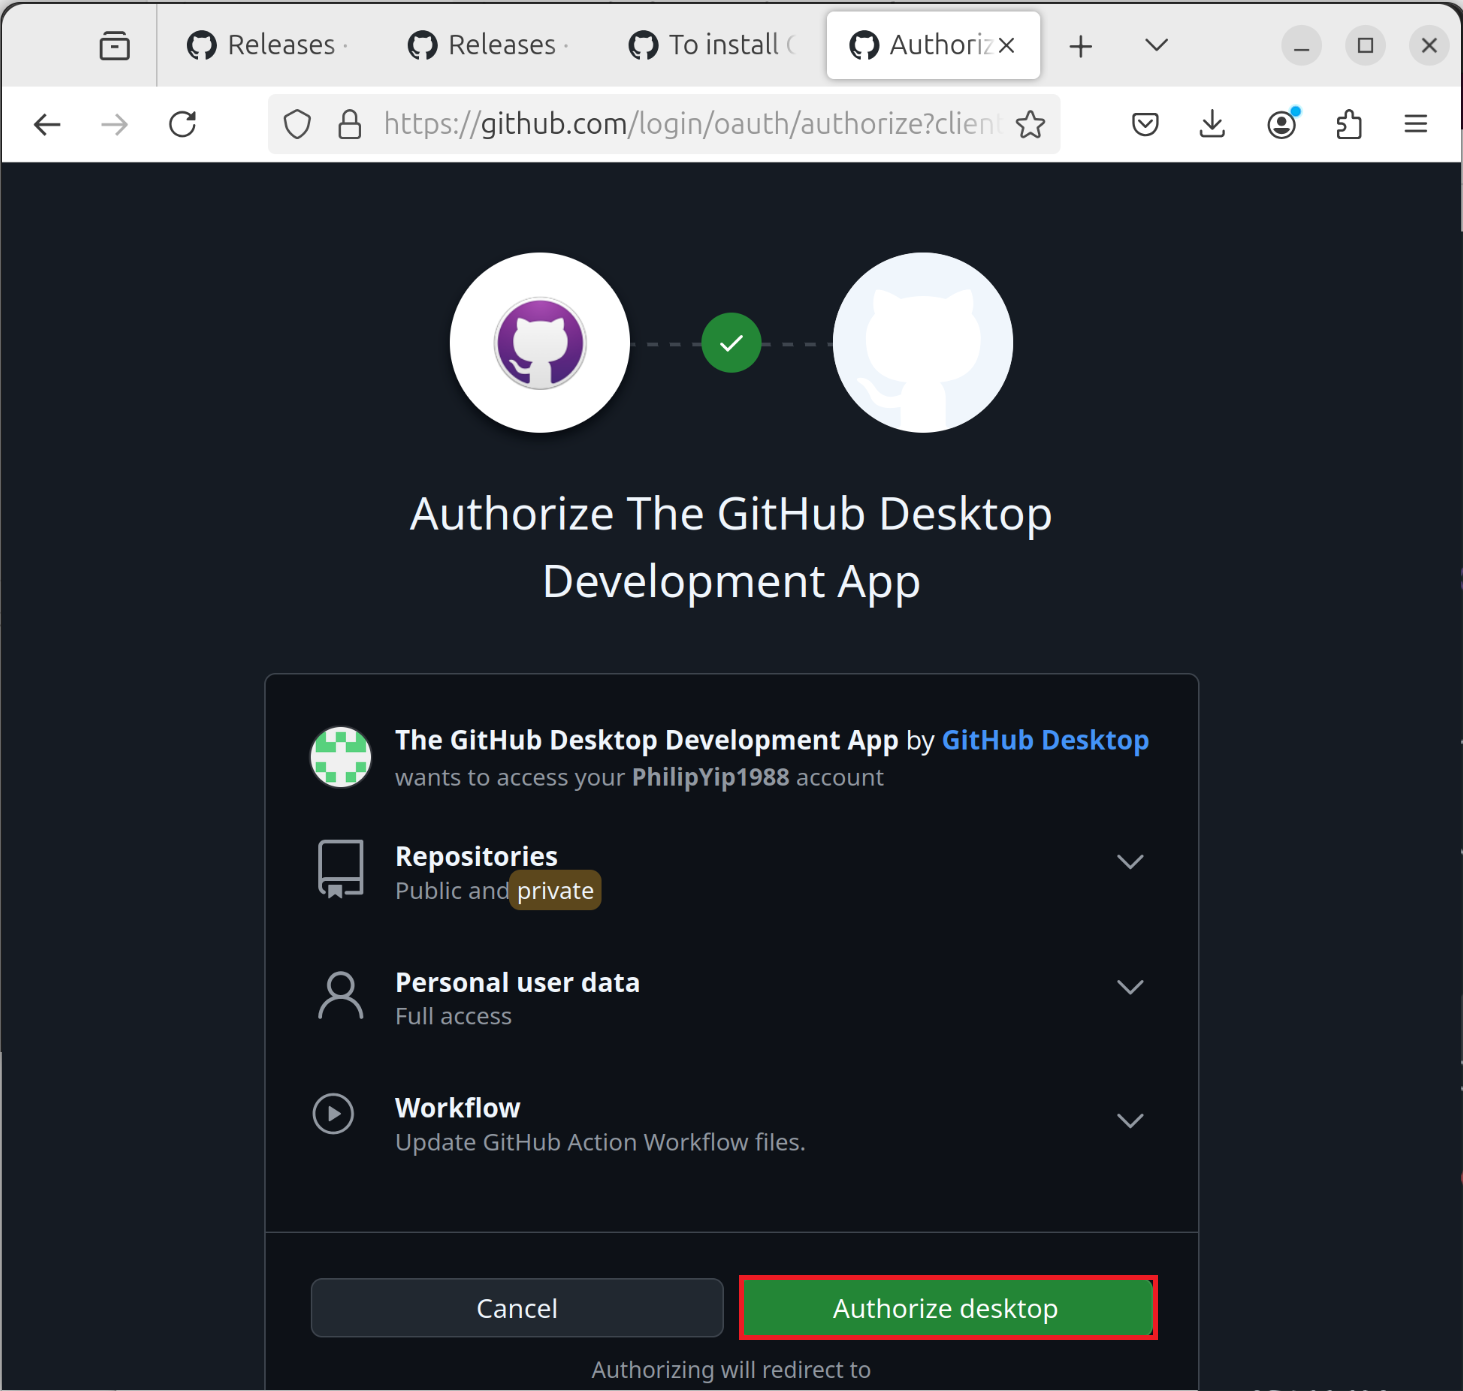 Releases ·
Releases ·
To install
Authoriz
https://github.com/login/oauth/authorize?client
Authorize The GitHub Desktop
Development App
The GitHub Desktop Development App by GitHub Desktop
wants to access your PhilipYip1988 account
Repositories
Public and private
Personal user data
Full access
Workflow
Update GitHub Action Workflow files.
Cancel
Authorize desktop
Authorizing will redirect to